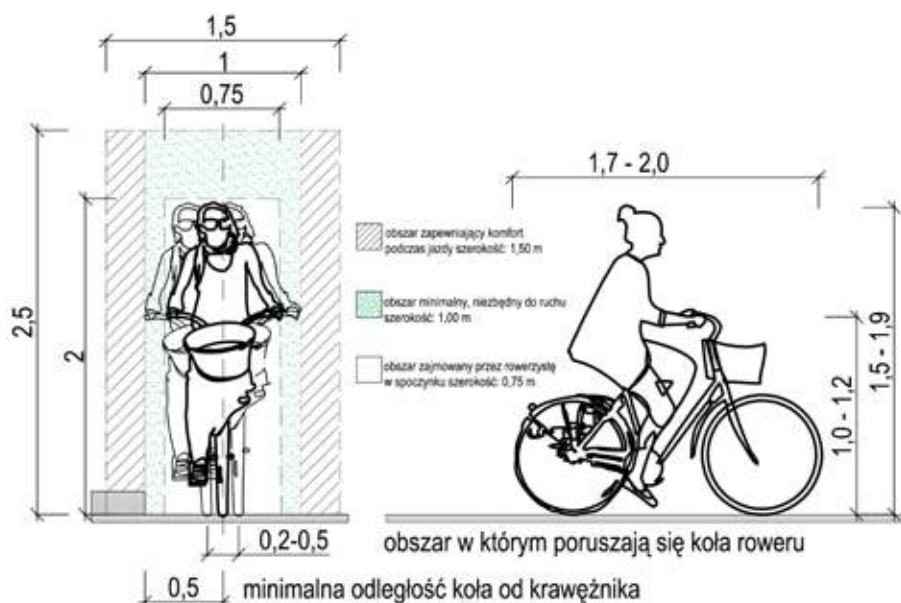 1,5
1
0,75
1,7 - 2,0
obszar zapewniający komfort
podczas jazdy szerokość: 1,50 m
obszar minimalny, niezbędny do ruchu
szerokość: 1,00 m
obszar zajmowany przez rowerzystę
w spoczynku szerokość: 0,75 m
2,5
2
1,0 - 1,2
1,5 - 1,9
0,2-0,5
obszar w którym poruszają się koła roweru
0,5
minimalna odległość koła od krawężnika